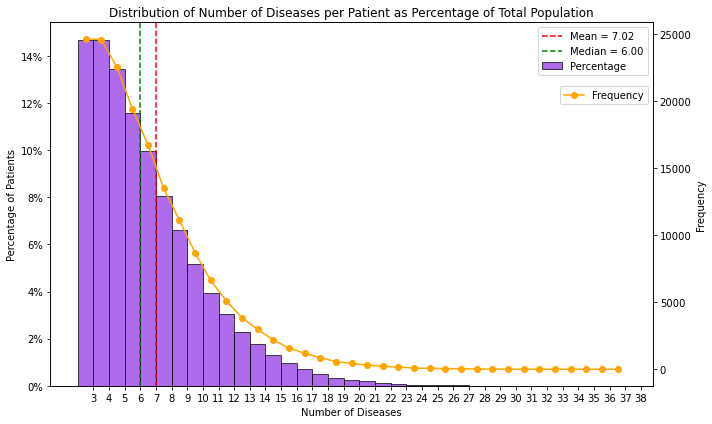 Distribution of Number of Diseases per Patient as Percentage of Total Population
Mean = 7.02
Median = 6.00
Percentage
Frequency
14%
12%
10%
8%
6%
4%
2%
0%
Percentage of Patients
25000
20000
15000
10000
5000
0
Frequency
3 4 5 6 7 8 9 10 11 12 13 14 15 16 17 18 19 20 21 22 23 24 25 26 27 28 29 30 31 32 33 34 35 36 37 38
Number of Diseases